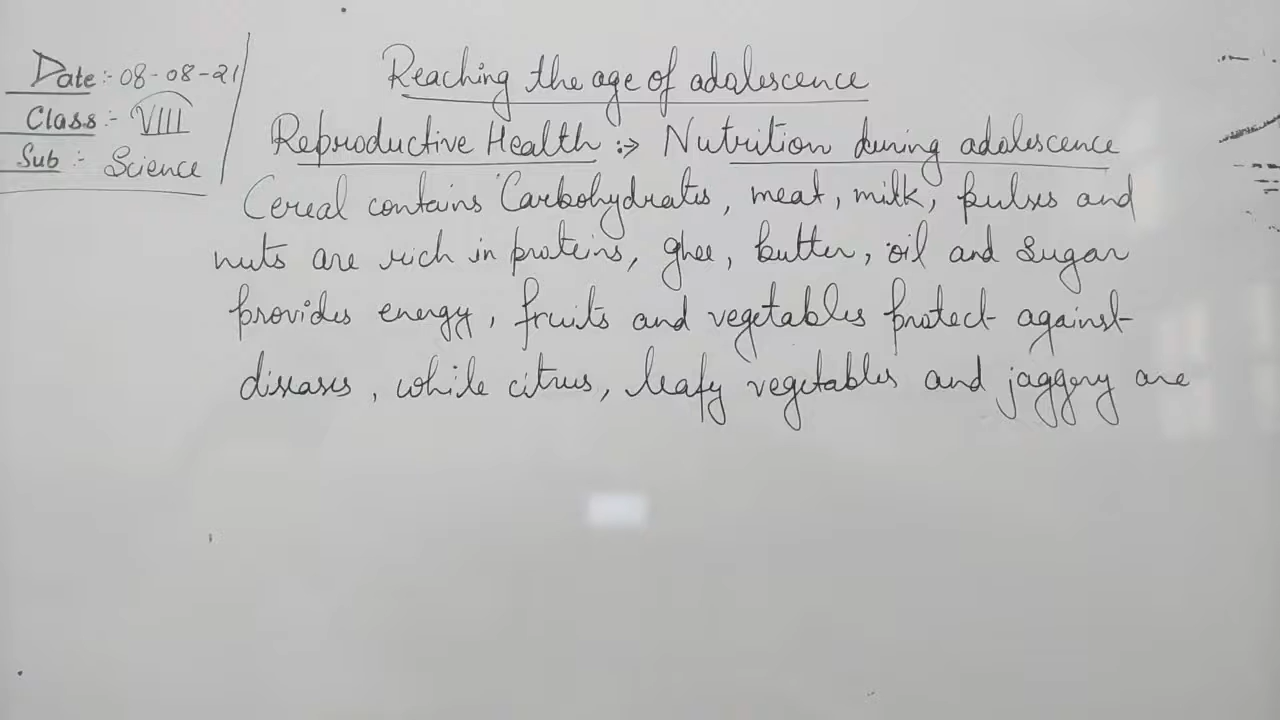 Date:- 08-08-21
Class:- VIII
Sub:- Science
Reaching the age of adolescence
Reproductive Health :-> Nutrition during adolescence
Cereal contains Carbohydrates, meat, milk, pulses and
nuts are rich in proteins, ghee, butter, oil and sugar
provides energy, fruits and vegetables protect against
diseases, while citrus, leafy vegetables and jaggery are